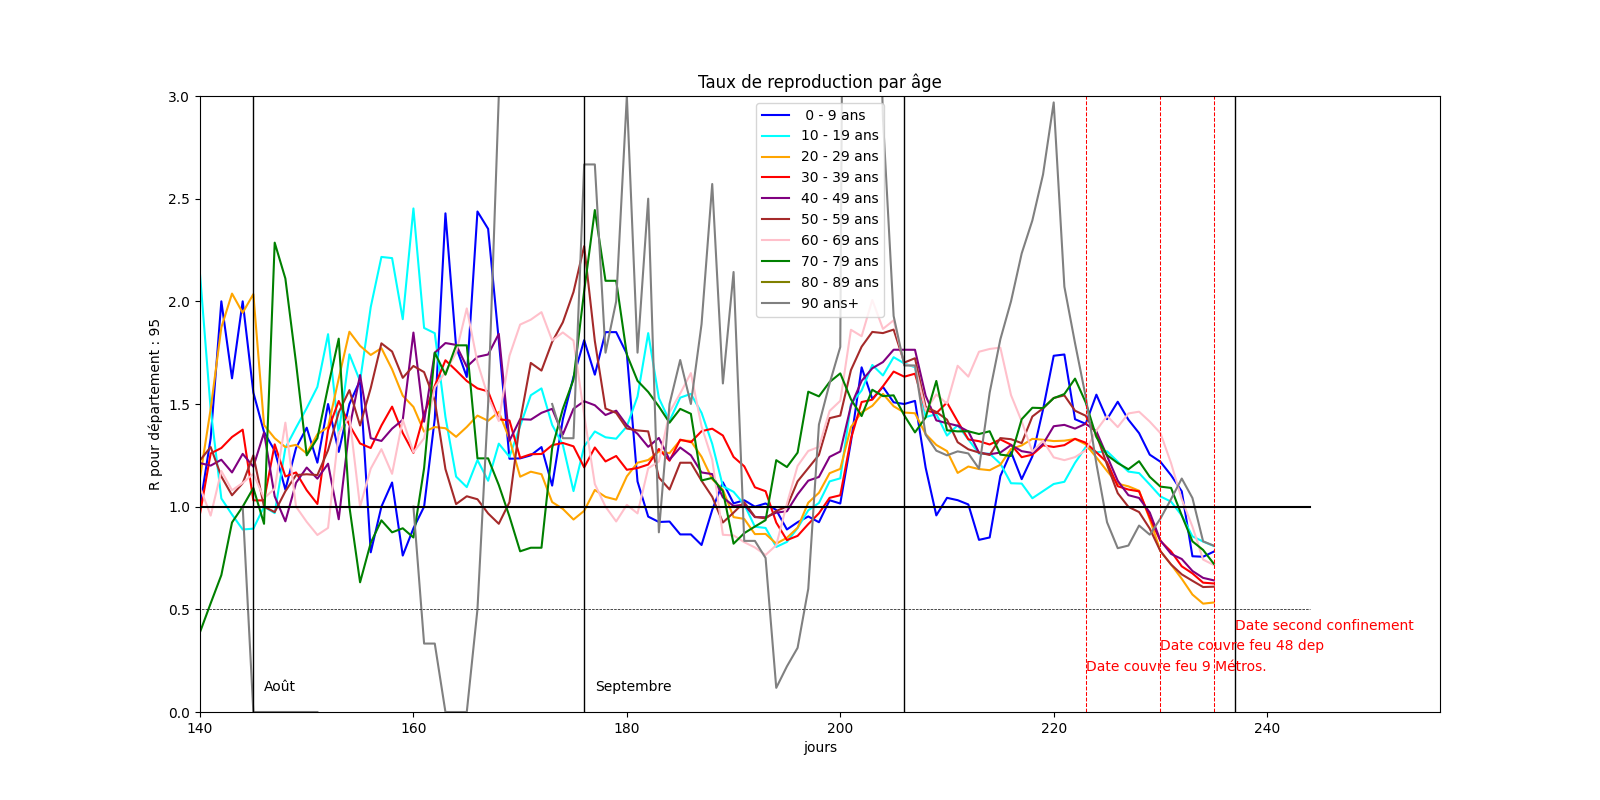 Taux de reproduction par âge
R pour département : 95
3.0
2.5
2.0
1.5
1.0
0.5
0.0
0 - 9 ans
10 - 19 ans
20 - 29 ans
30 - 39 ans
40 - 49 ans
50 - 59 ans
60 - 69 ans
70 - 79 ans
80 - 89 ans
90 ans+
Date second confinement
Date couvre feu 48 dep
Date couvre feu 9 Métros.
Août
Septembre
140
160
180
200
220
240
jours